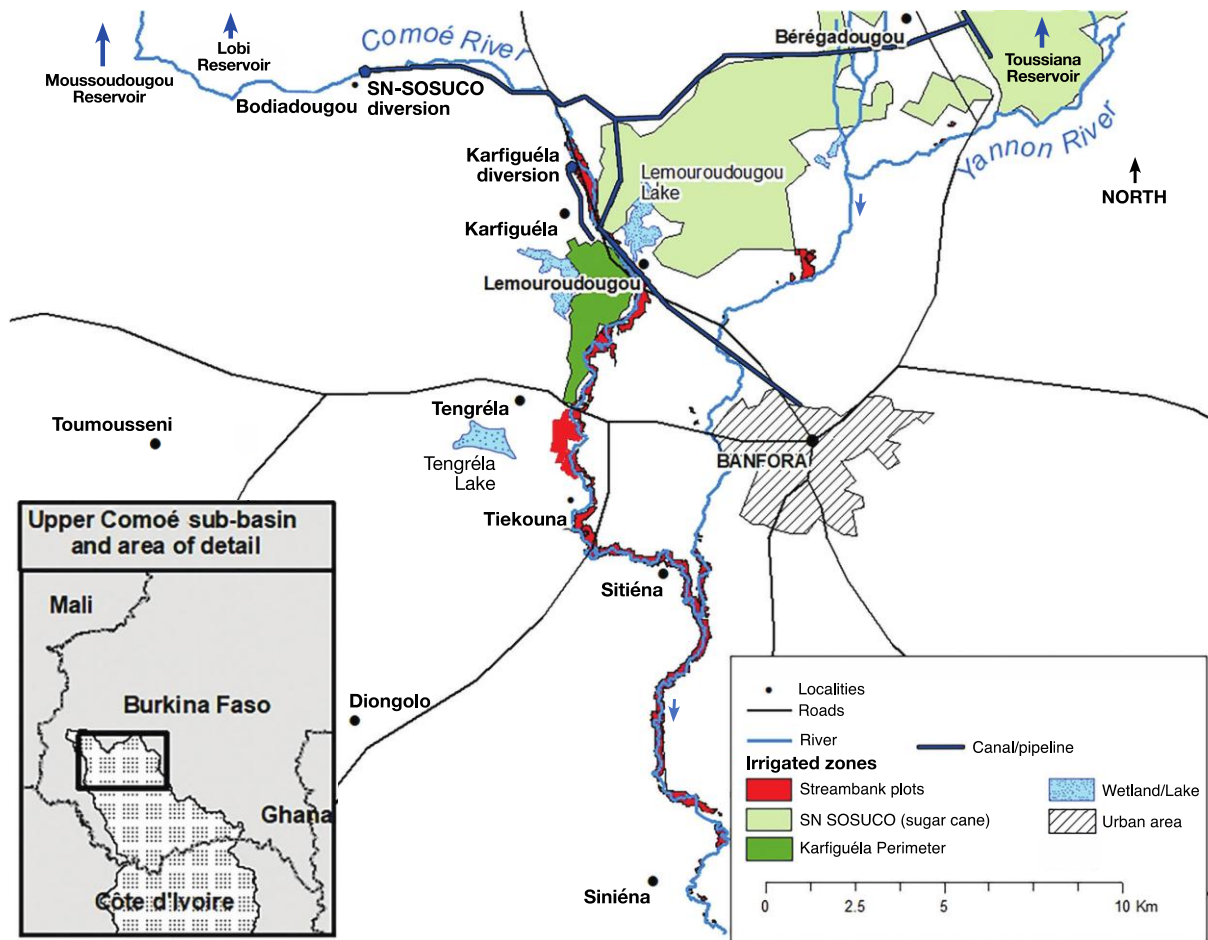 Moussoudougou
Reservoir
Lobi
Reservoir
Comoé River
Bérégadougou
Toussiana
Reservoir
Bodiadougou
SN-SOSUCO
diversion
Yannon River
NORTH
Karfiguéla
diversion
Lemouroudougou
Lake
Karfiguéla
Lemouroudougou
Toumousseni
Tengréla
Tengréla
Lake
BANFORA
Tiekouna
Sitiéna
Diongolo
Siniéna
Upper Comoé sub-basin
and area of detail
Mali
Burkina Faso
Ghana
Côte d'Ivoire
Localities
Roads
River
Canal/pipeline
Irrigated zones
Streambank plots
Wetland/Lake
SN SOSUCO (sugar cane)
Urban area
Karfiguéla Perimeter
0 2.5 5 10 Km